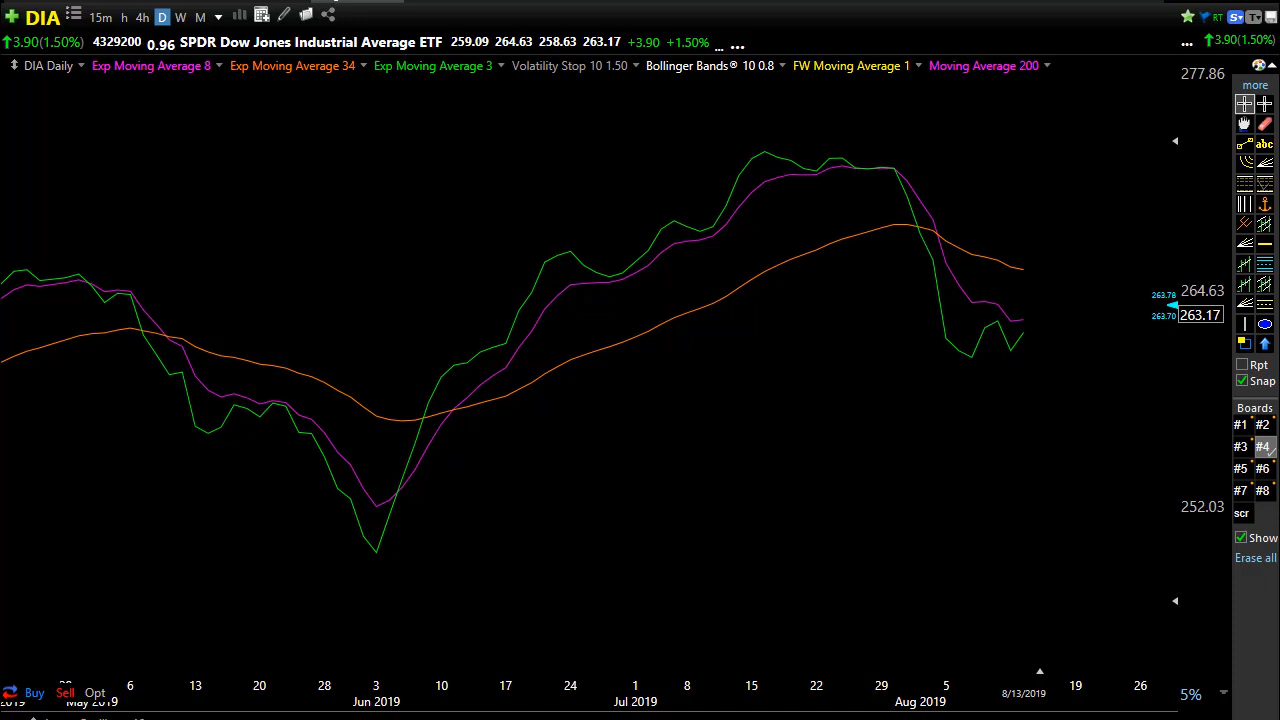 DIA 15m h 4h D W M RT S T
3.90(1.50%) 4329200 0.96 SPDR Dow Jones Industrial Average ETF 259.09 264.63 258.63 263.17 +3.90 +1.50% ... ... ... 3.90(1.50%)
DIA Daily Exp Moving Average 8 Exp Moving Average 34 Exp Moving Average 3 Volatility Stop 10 1.50 Bollinger Bands® 10 0.8 FW Moving Average 1 Moving Average 200
277.86
more
abc
264.63
263.78
263.70
263.17
Rpt
Snap
Boards
#1 #2
#3 #4
#5 #6
#7 #8
252.03
scr
Show
Erase all
6 13 20 28 3 10 17 24 1 8 15 22 29 5 19 26
Buy Sell Opt 8/13/2019 5%
2019 May 2019 Jun 2019 Jul 2019 Aug 2019